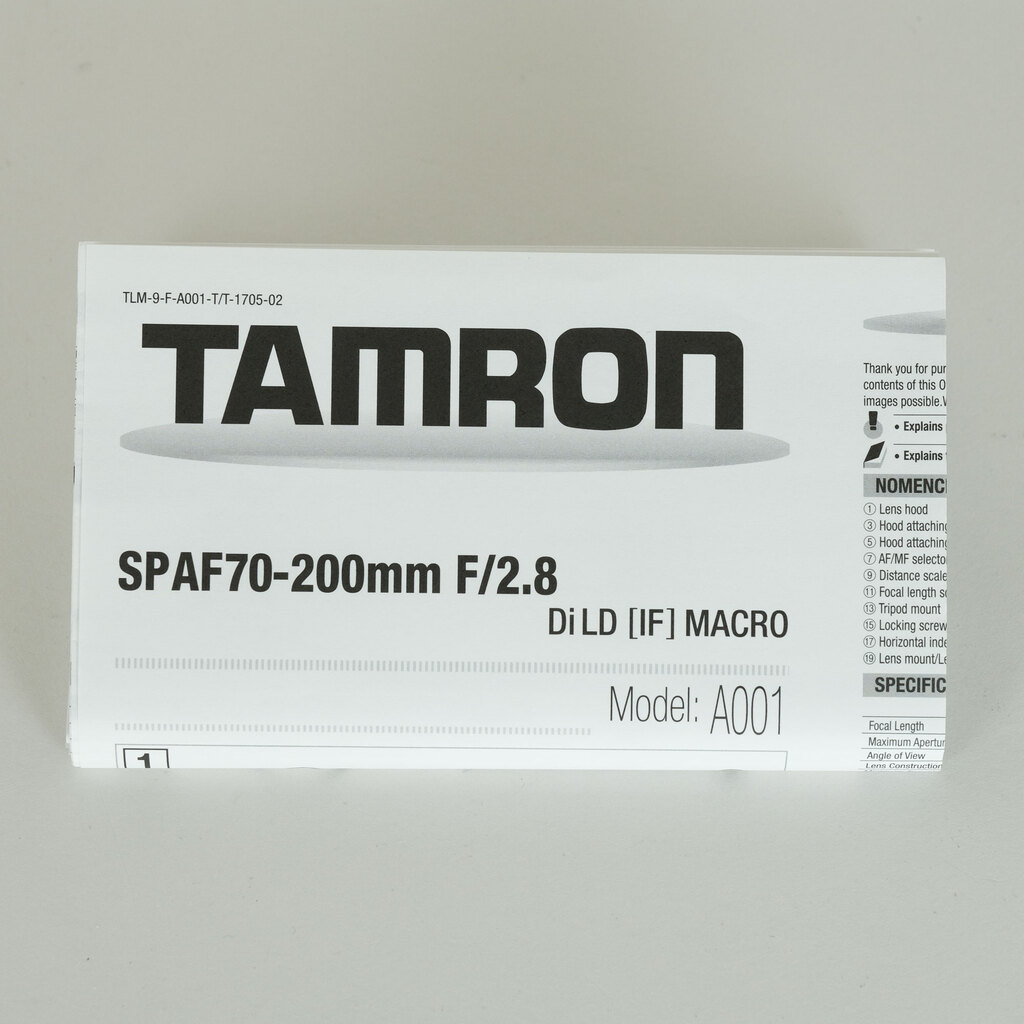 TLM-9-F-A001-T/T-1705-02
TAMRON
SP AF70-200mm F/2.8
Di LD [IF] MACRO
Model: A001
1
Thank you for pur
contents of this O
images possible.
• Explains
• Explains
NOMENC
① Lens hood
③ Hood attaching
⑤ Hood attaching
⑦ AF/MF selecto
⑨ Distance scale
⑪ Focal length s
⑬ Tripod mount
⑮ Locking screw
⑰ Horizontal inde
⑲ Lens mount/Le
SPECIFIC
Focal Length
Maximum Apertur
Angle of View
Lens Construction